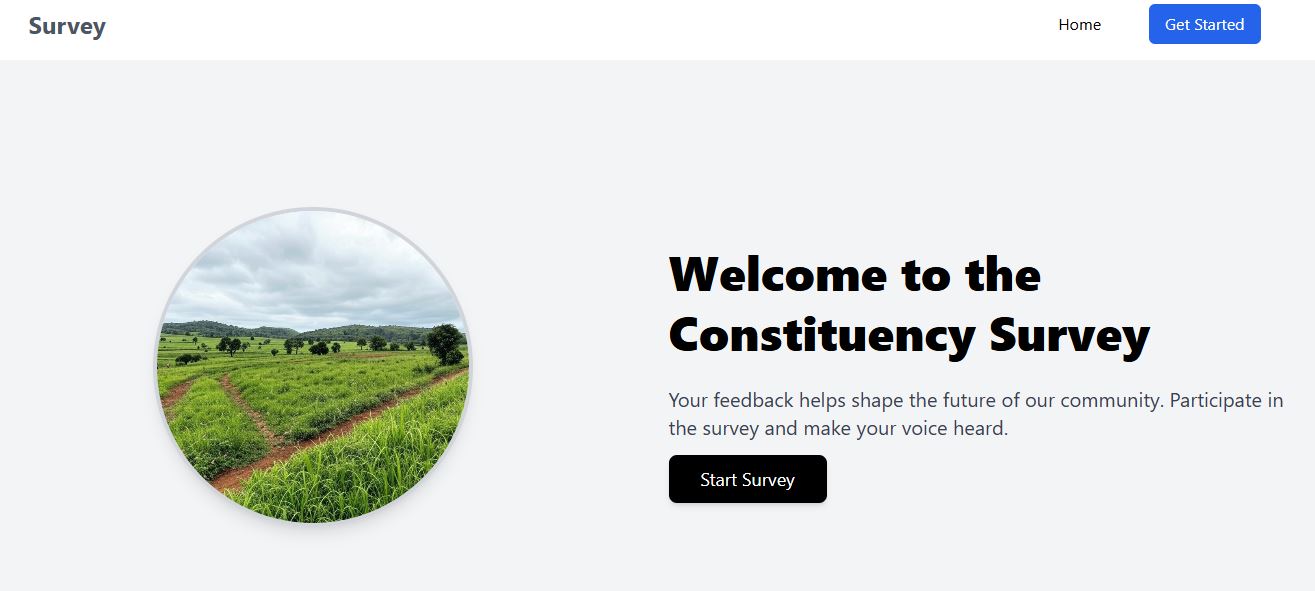 Survey
Home
Get Started
Welcome to the
Constituency Survey
Your feedback helps shape the future of our community. Participate in
the survey and make your voice heard.
Start Survey